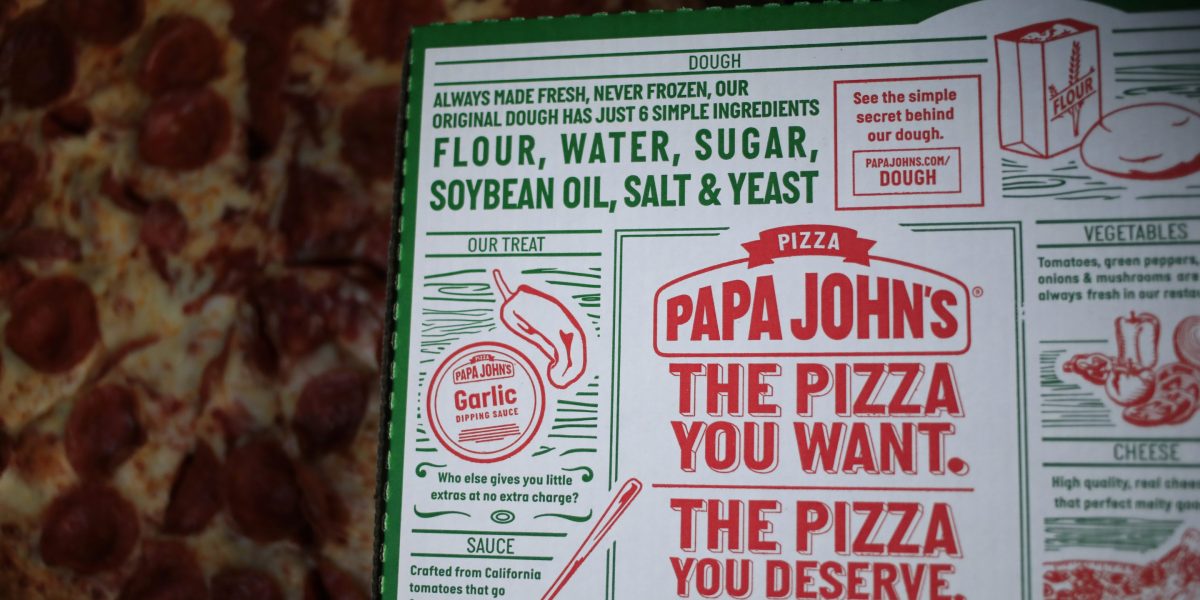 DOUGH
ALWAYS MADE FRESH, NEVER FROZEN, OUR
ORIGINAL DOUGH HAS JUST 6 SIMPLE INGREDIENTS
FLOUR, WATER, SUGAR,
SOYBEAN OIL, SALT & YEAST
See the simple
secret behind
our dough.
PAPAJOHNS.COM/
DOUGH
FLOUR
OUR TREAT
PIZZA
PAPA JOHN'S
Garlic
DIPPING SAUCE
Who else gives you little
extras at no extra charge?
SAUCE
Crafted from California
tomatoes that go
PIZZA
PAPA JOHN'S®
THE PIZZA
YOU WANT.
THE PIZZA
YOU DESERVE.
VEGETABLES
Tomatoes, green peppers,
onions & mushrooms are
always fresh in our
CHEESE
High quality, real
that perfect melty